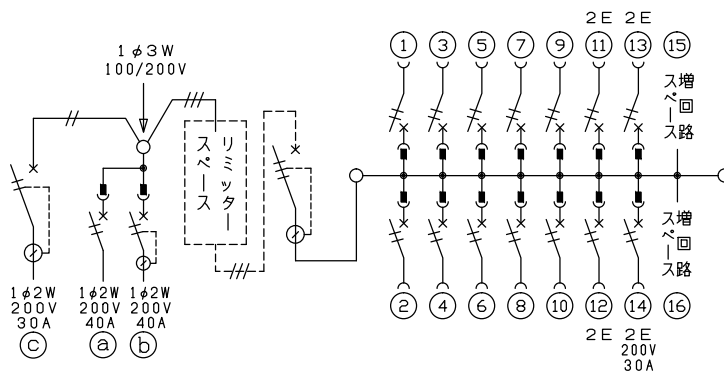 1φ3W
100/200V
リミッター
スペース
1φ2W
200V
30A
ⓒ
1φ2W
200V
40A
ⓐ
1φ2W
200V
40A
ⓑ
2E 2E
① ③ ⑤ ⑦ ⑨ ⑪ ⑬ ⑮
増回路
スペース
増回路
スペース
② ④ ⑥ ⑧ ⑩ ⑫ ⑭ ⑯
2E 2E
200V
30A